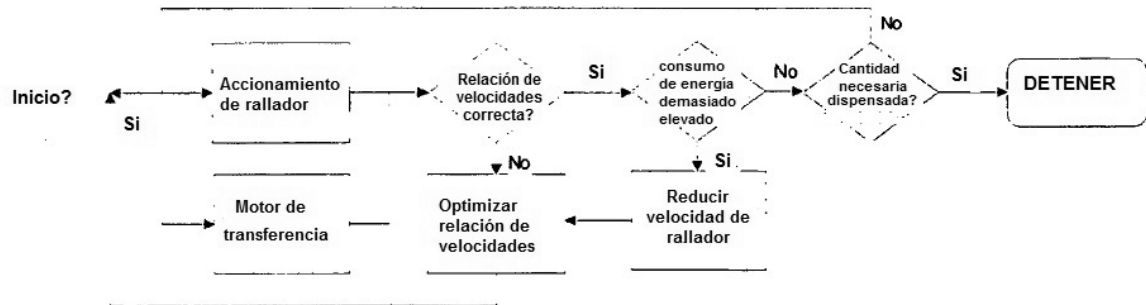 No
Inicio?
Si
Accionamiento
de rallador
Relación de
velocidades
correcta?
Si
consumo
de energía
demasiado
elevado
No
Cantidad
necesaria
dispensada?
Si
DETENER
No
Si
Motor de
transferencia
Optimizar
relación de
velocidades
Reducir
velocidad de
rallador